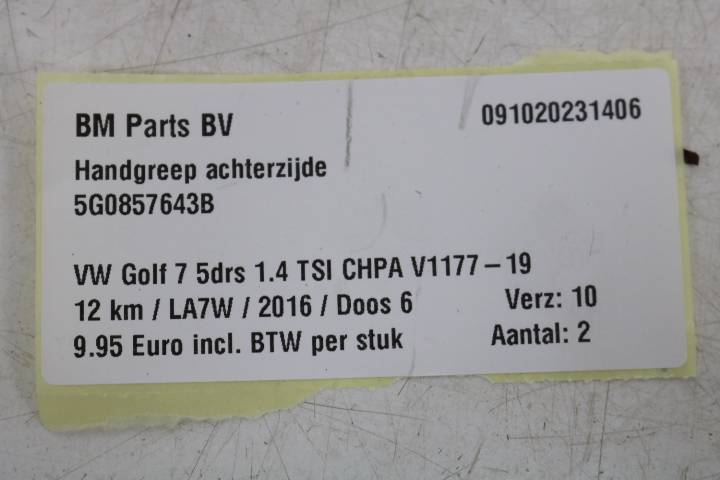 BM Parts BV 091020231406
Handgreep achterzijde
5G0857643B
VW Golf 7 5drs 1.4 TSI CHPA V1177-19
12 km / LA7W / 2016 / Doos 6 Verz: 10
9.95 Euro incl. BTW per stuk Aantal: 2